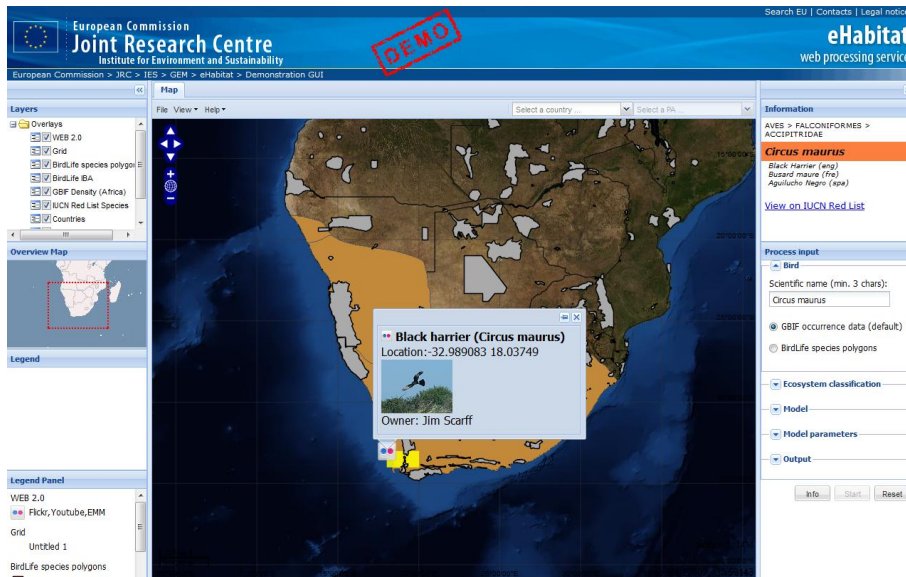 Search EU | Contacts | Legal notice
European Commission
Joint Research Centre
Institute for Environment and Sustainability
DEMO
eHabitat
web processing service
European Commission > JRC > IES > GEM > eHabitat > Demonstration GUI
Map
Layers
File View Help
Select a country ...
Select a PA ...
Information
Overlays
WEB 2.0
Grid
BirdLife species polygo
BirdLife IBA
GBIF Density (Africa)
IUCN Red List Species
Countries
AVES > FALCONIFORMES >
ACCIPITRIDAE
Circus maurus
Black Harrier (eng)
Busard maure (fre)
Aguilucho Negro (spa)
View on IUCN Red List
Overview Map
Process input
Bird
Scientific name (min. 3 chars):
Circus maurus
GBIF occurrence data (default)
BirdLife species polygons
Black harrier (Circus maurus)
Location:-32.989083 18.03749
Owner: Jim Scarff
Legend
Ecosystem classification
Model
Model parameters
Output
Info Start Reset
Legend Panel
WEB 2.0
Flickr,Youtube,EMM
Grid
Untitled 1
BirdLife species polygons